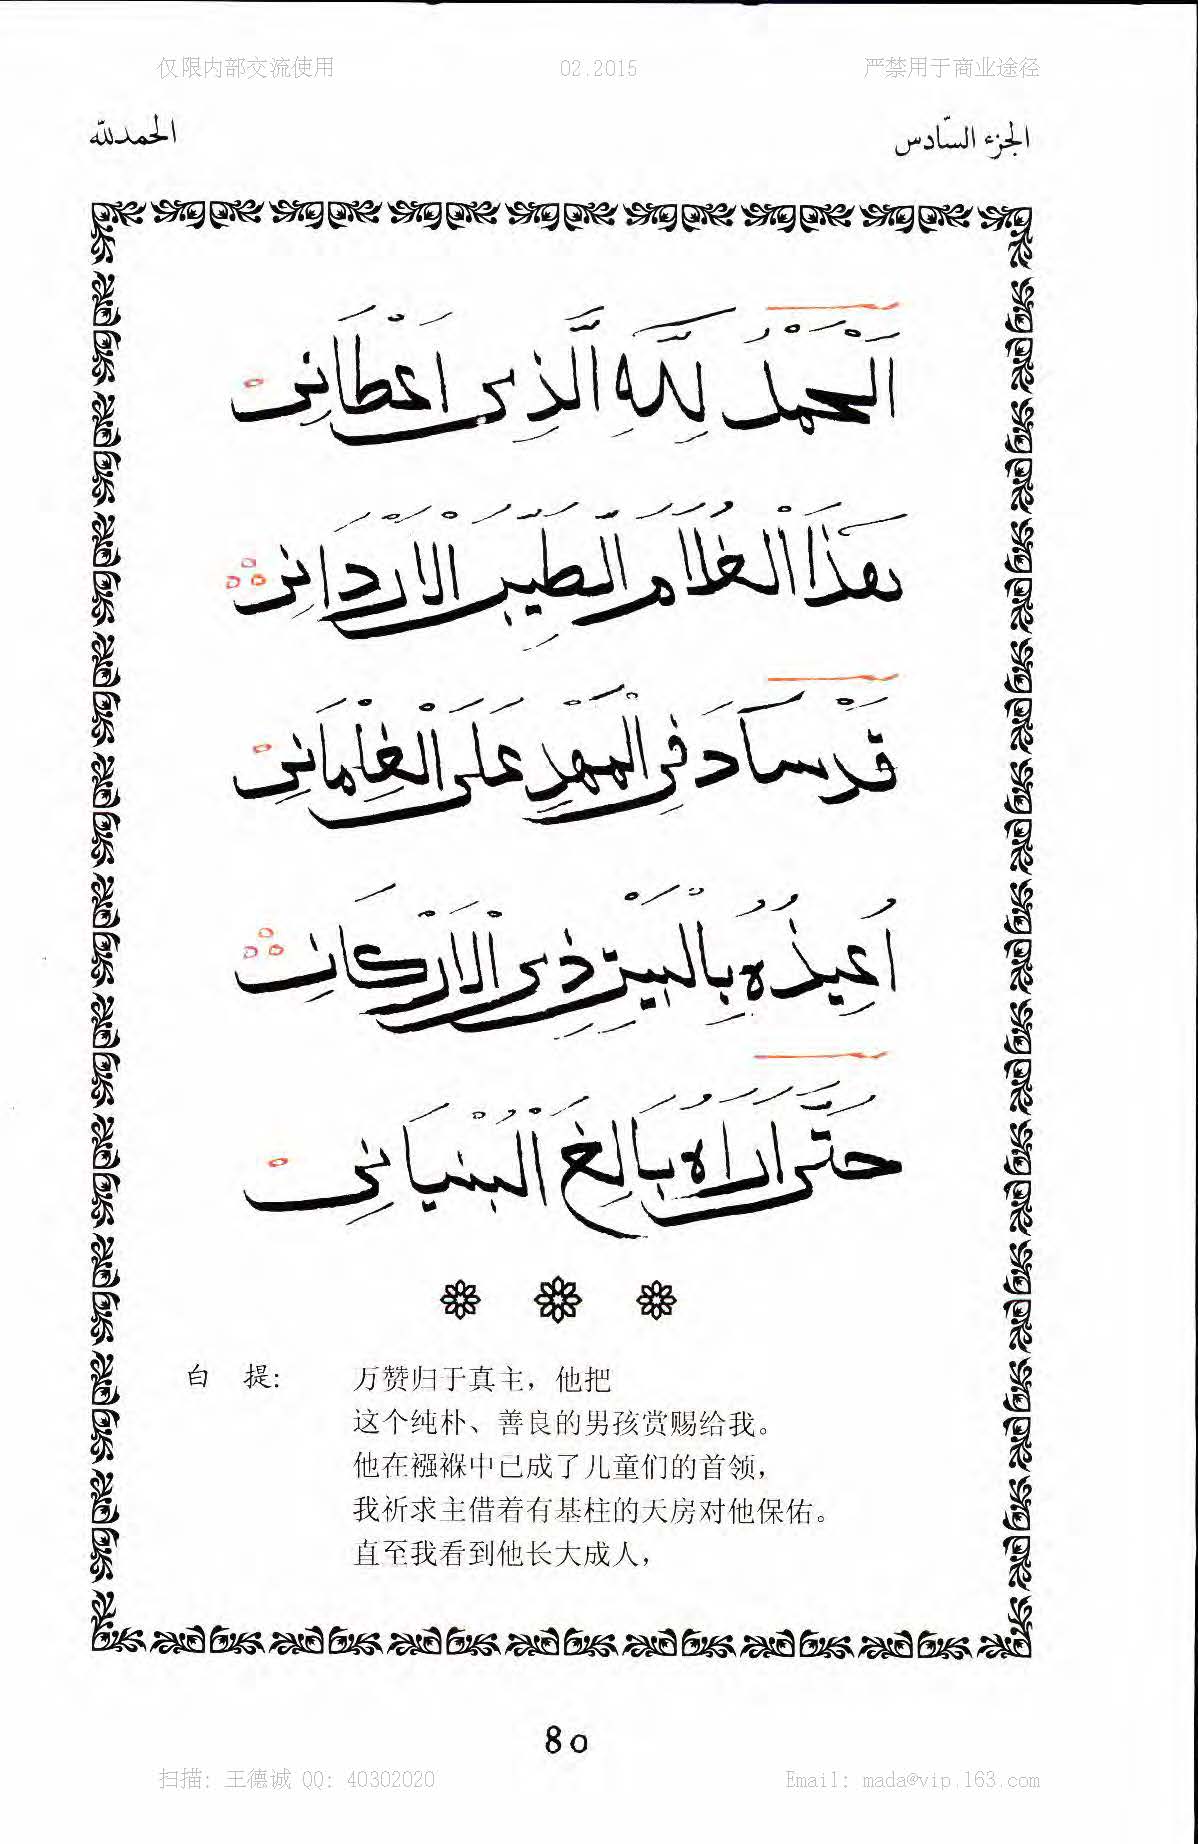 仅限内部交流使用 02.2015 严禁用于商业途径
الجزء السّادس الحمدلله
اَلْحَمْدُ لِلَّهِ الَّذِى اَعْطَانِى
هَذَا الْغُلَامَ الطَّيِّبَ الْاَرْدَانِ
قَدْ سَادَ فِى الْمَهْدِ عَلَى الْغِلْمَانِى
اُعِيذُهُ بِالْبَيْتِ ذِى الْاَرْكَانِ
حَتَّى اَرَاهُ بَالِغَ الْبُنْيَانِى
白 提: 万赞归于真主，他把
这个纯朴、善良的男孩赏赐给我。
他在襁褓中已成了儿童们的首领，
我祈求主借着有基柱的天房对他保佑。
直至我看到他长大成人，
80
扫描: 王德诚 QQ: 40302020 Email: mada@vip.163.com